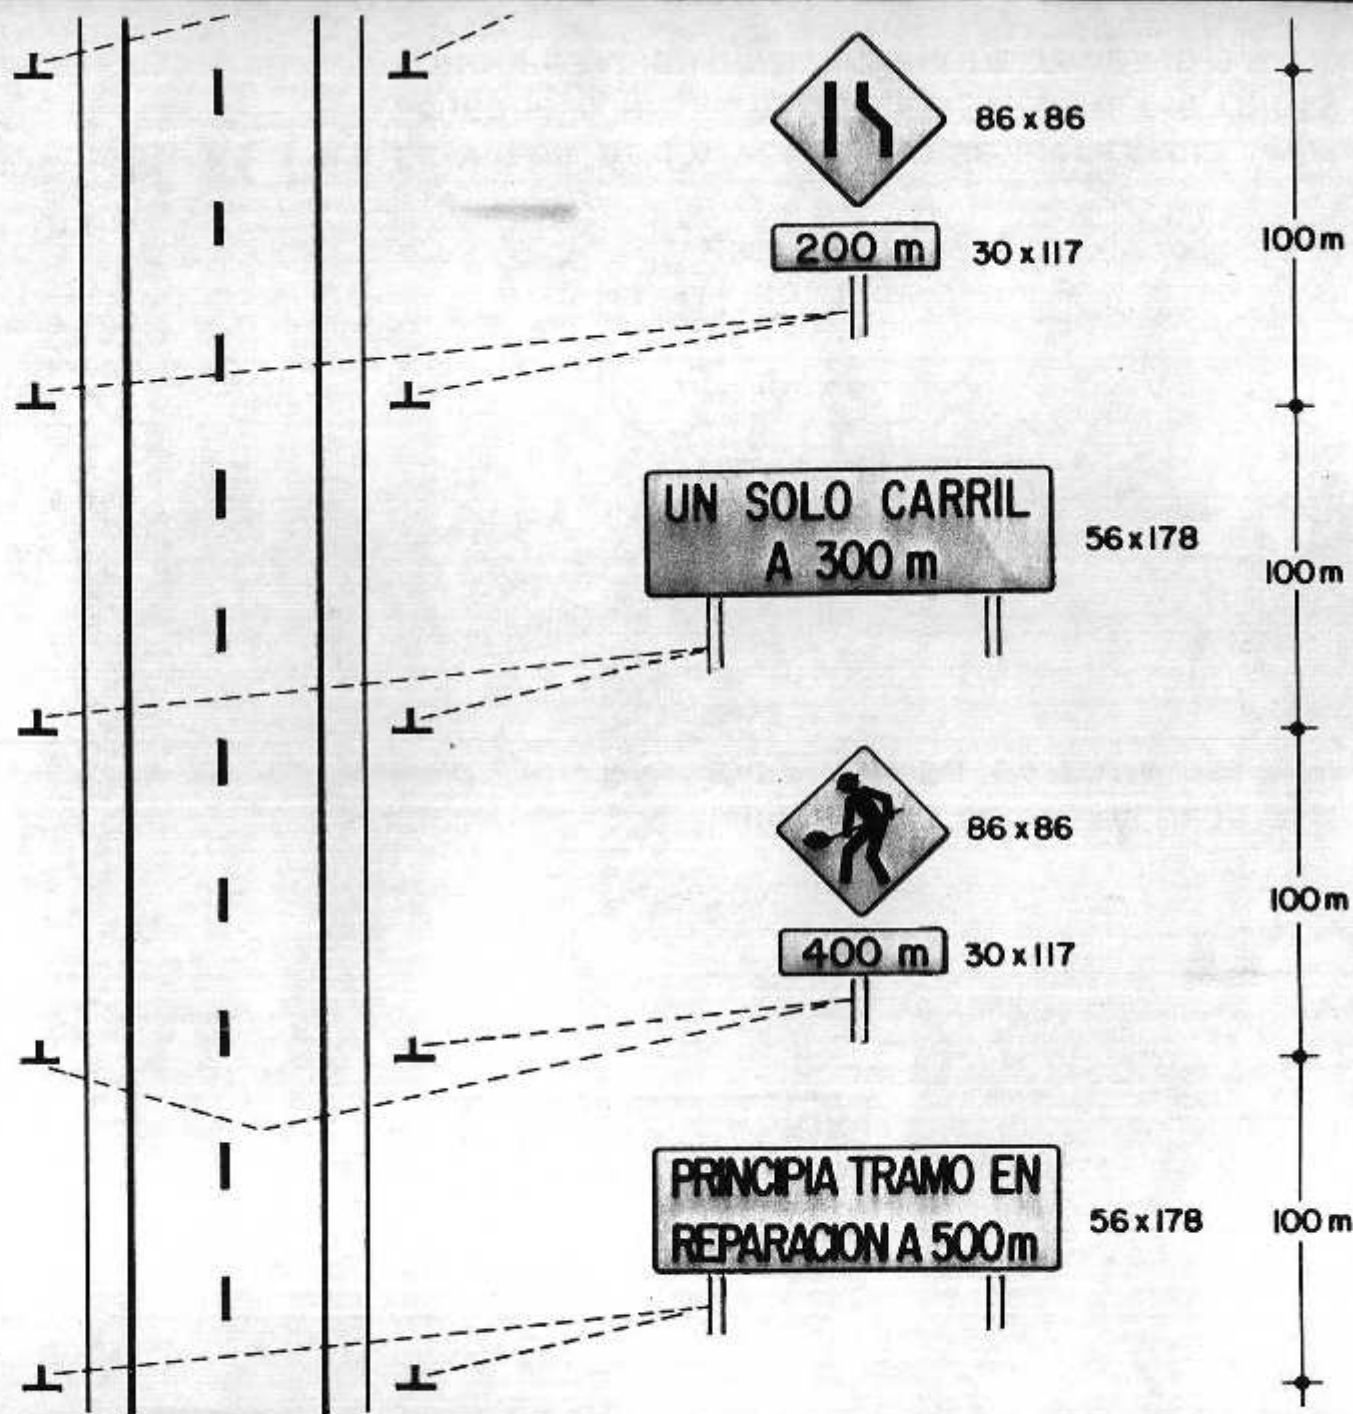 86 x 86
200 m
30 x 117
100 m
UN SOLO CARRIL
A 300 m
56 x 178
100 m
86 x 86
400 m
30 x 117
100 m
PRINCIPIA TRAMO EN
REPARACION A 500m
56 x 178
100 m